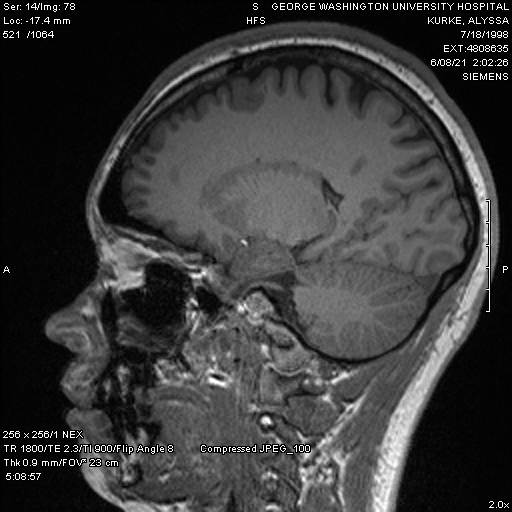 Ser: 14/Img: 78
Loc: -17.4 mm
521 /1064
S GEORGE WASHINGTON UNIVERSITY HOSPITAL
HFS KURKE, ALYSSA
7/18/1998
EXT:4808635
6/08/21 2:02:26
SIEMENS
A
P
256 x 256/1 NEX
TR 1800/TE 2.3/TI 900/Flip Angle 8 Compressed JPEG_100
Thk 0.9 mm/FOV* 23 cm
5:08:57
2.0x